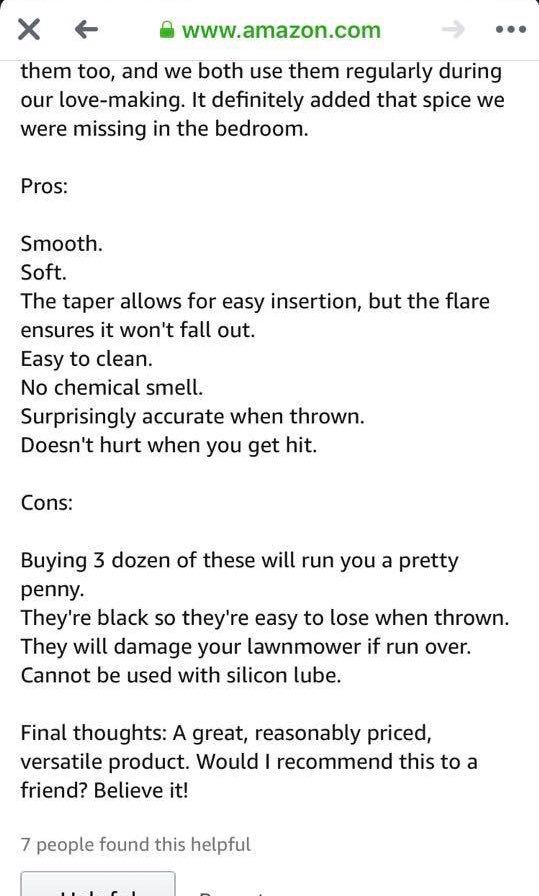 www.amazon.com
them too, and we both use them regularly during
our love-making. It definitely added that spice we
were missing in the bedroom.
Pros:
Smooth.
Soft.
The taper allows for easy insertion, but the flare
ensures it won't fall out.
Easy to clean.
No chemical smell.
Surprisingly accurate when thrown.
Doesn't hurt when you get hit.
Cons:
Buying 3 dozen of these will run you a pretty
penny.
They're black so they're easy to lose when thrown.
They will damage your lawnmower if run over.
Cannot be used with silicon lube.
Final thoughts: A great, reasonably priced,
versatile product. Would I recommend this to a
friend? Believe it!
7 people found this helpful